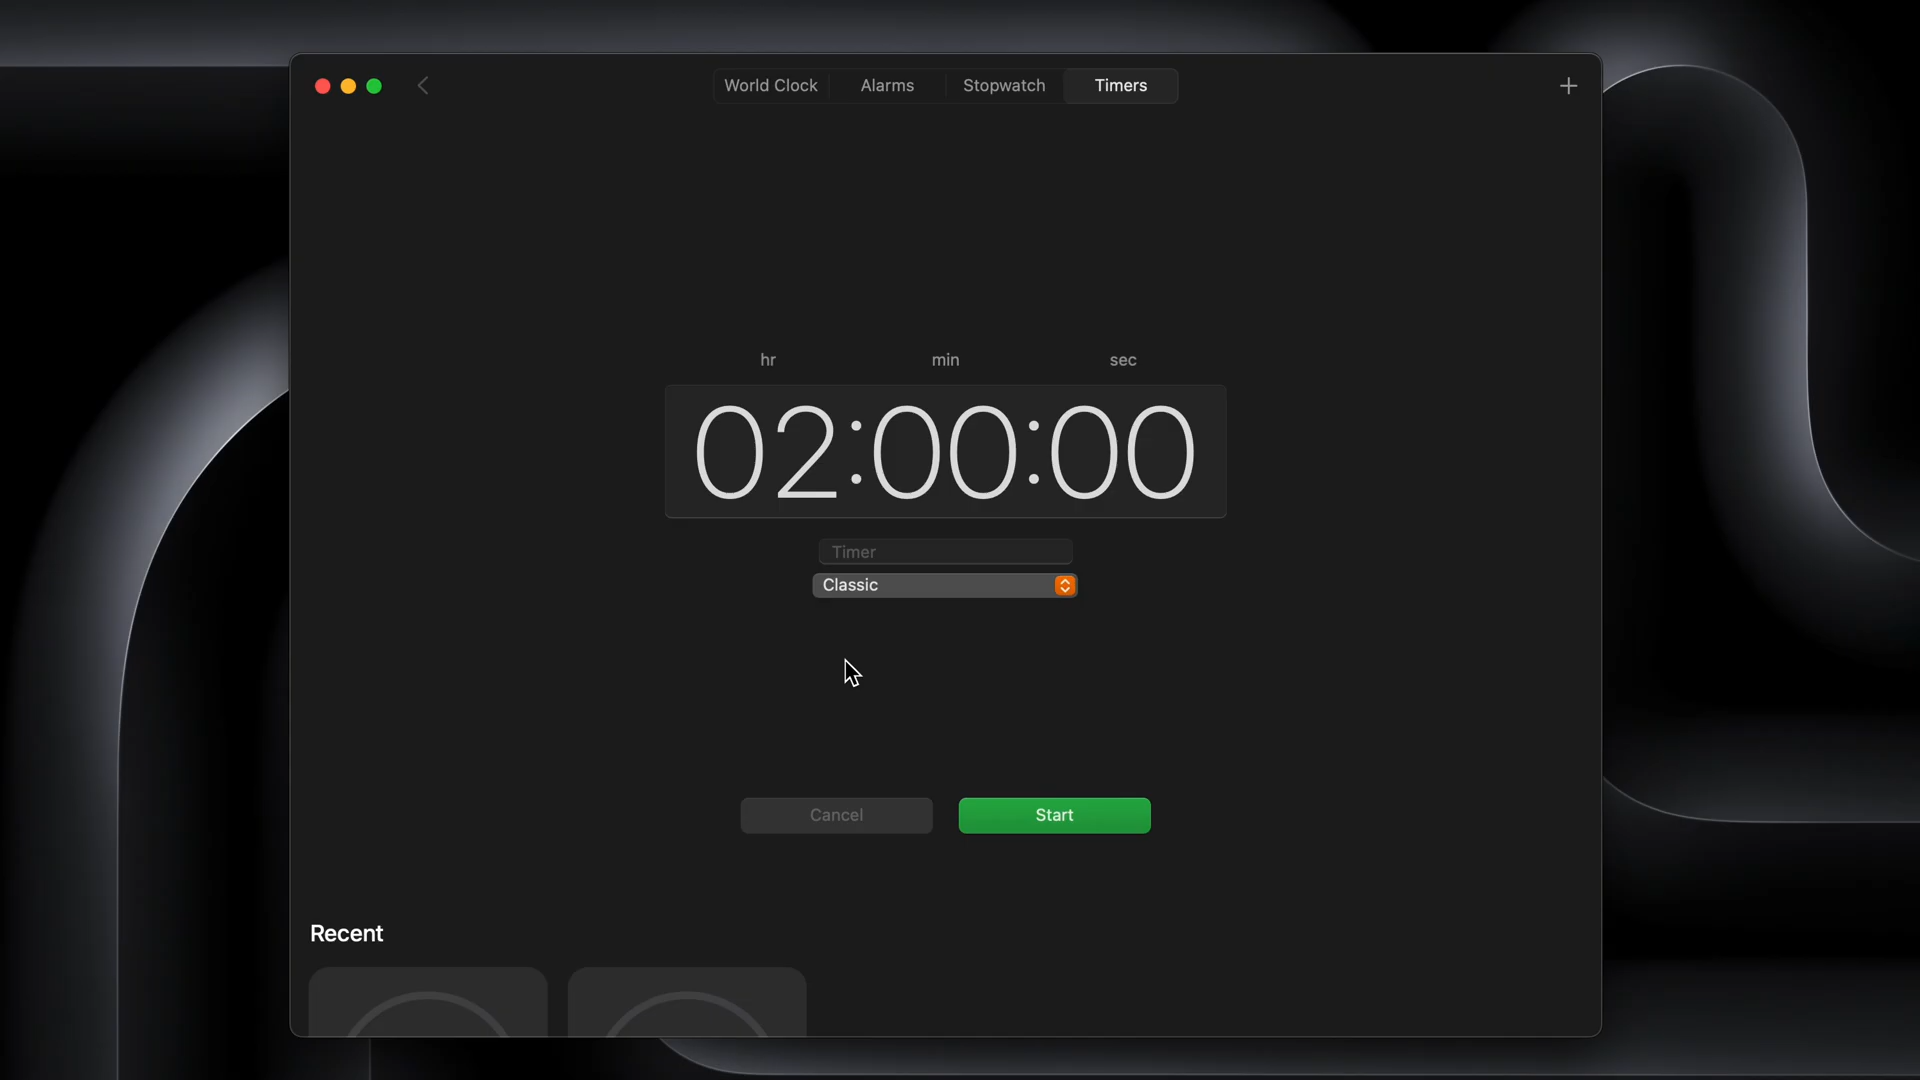 World Clock Alarms Stopwatch Timers
hr min sec
02:00:00
Timer
Classic
Cancel Start
Recent